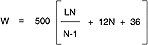 W = 500 [ LN / N-1 + 12N + 36 ]